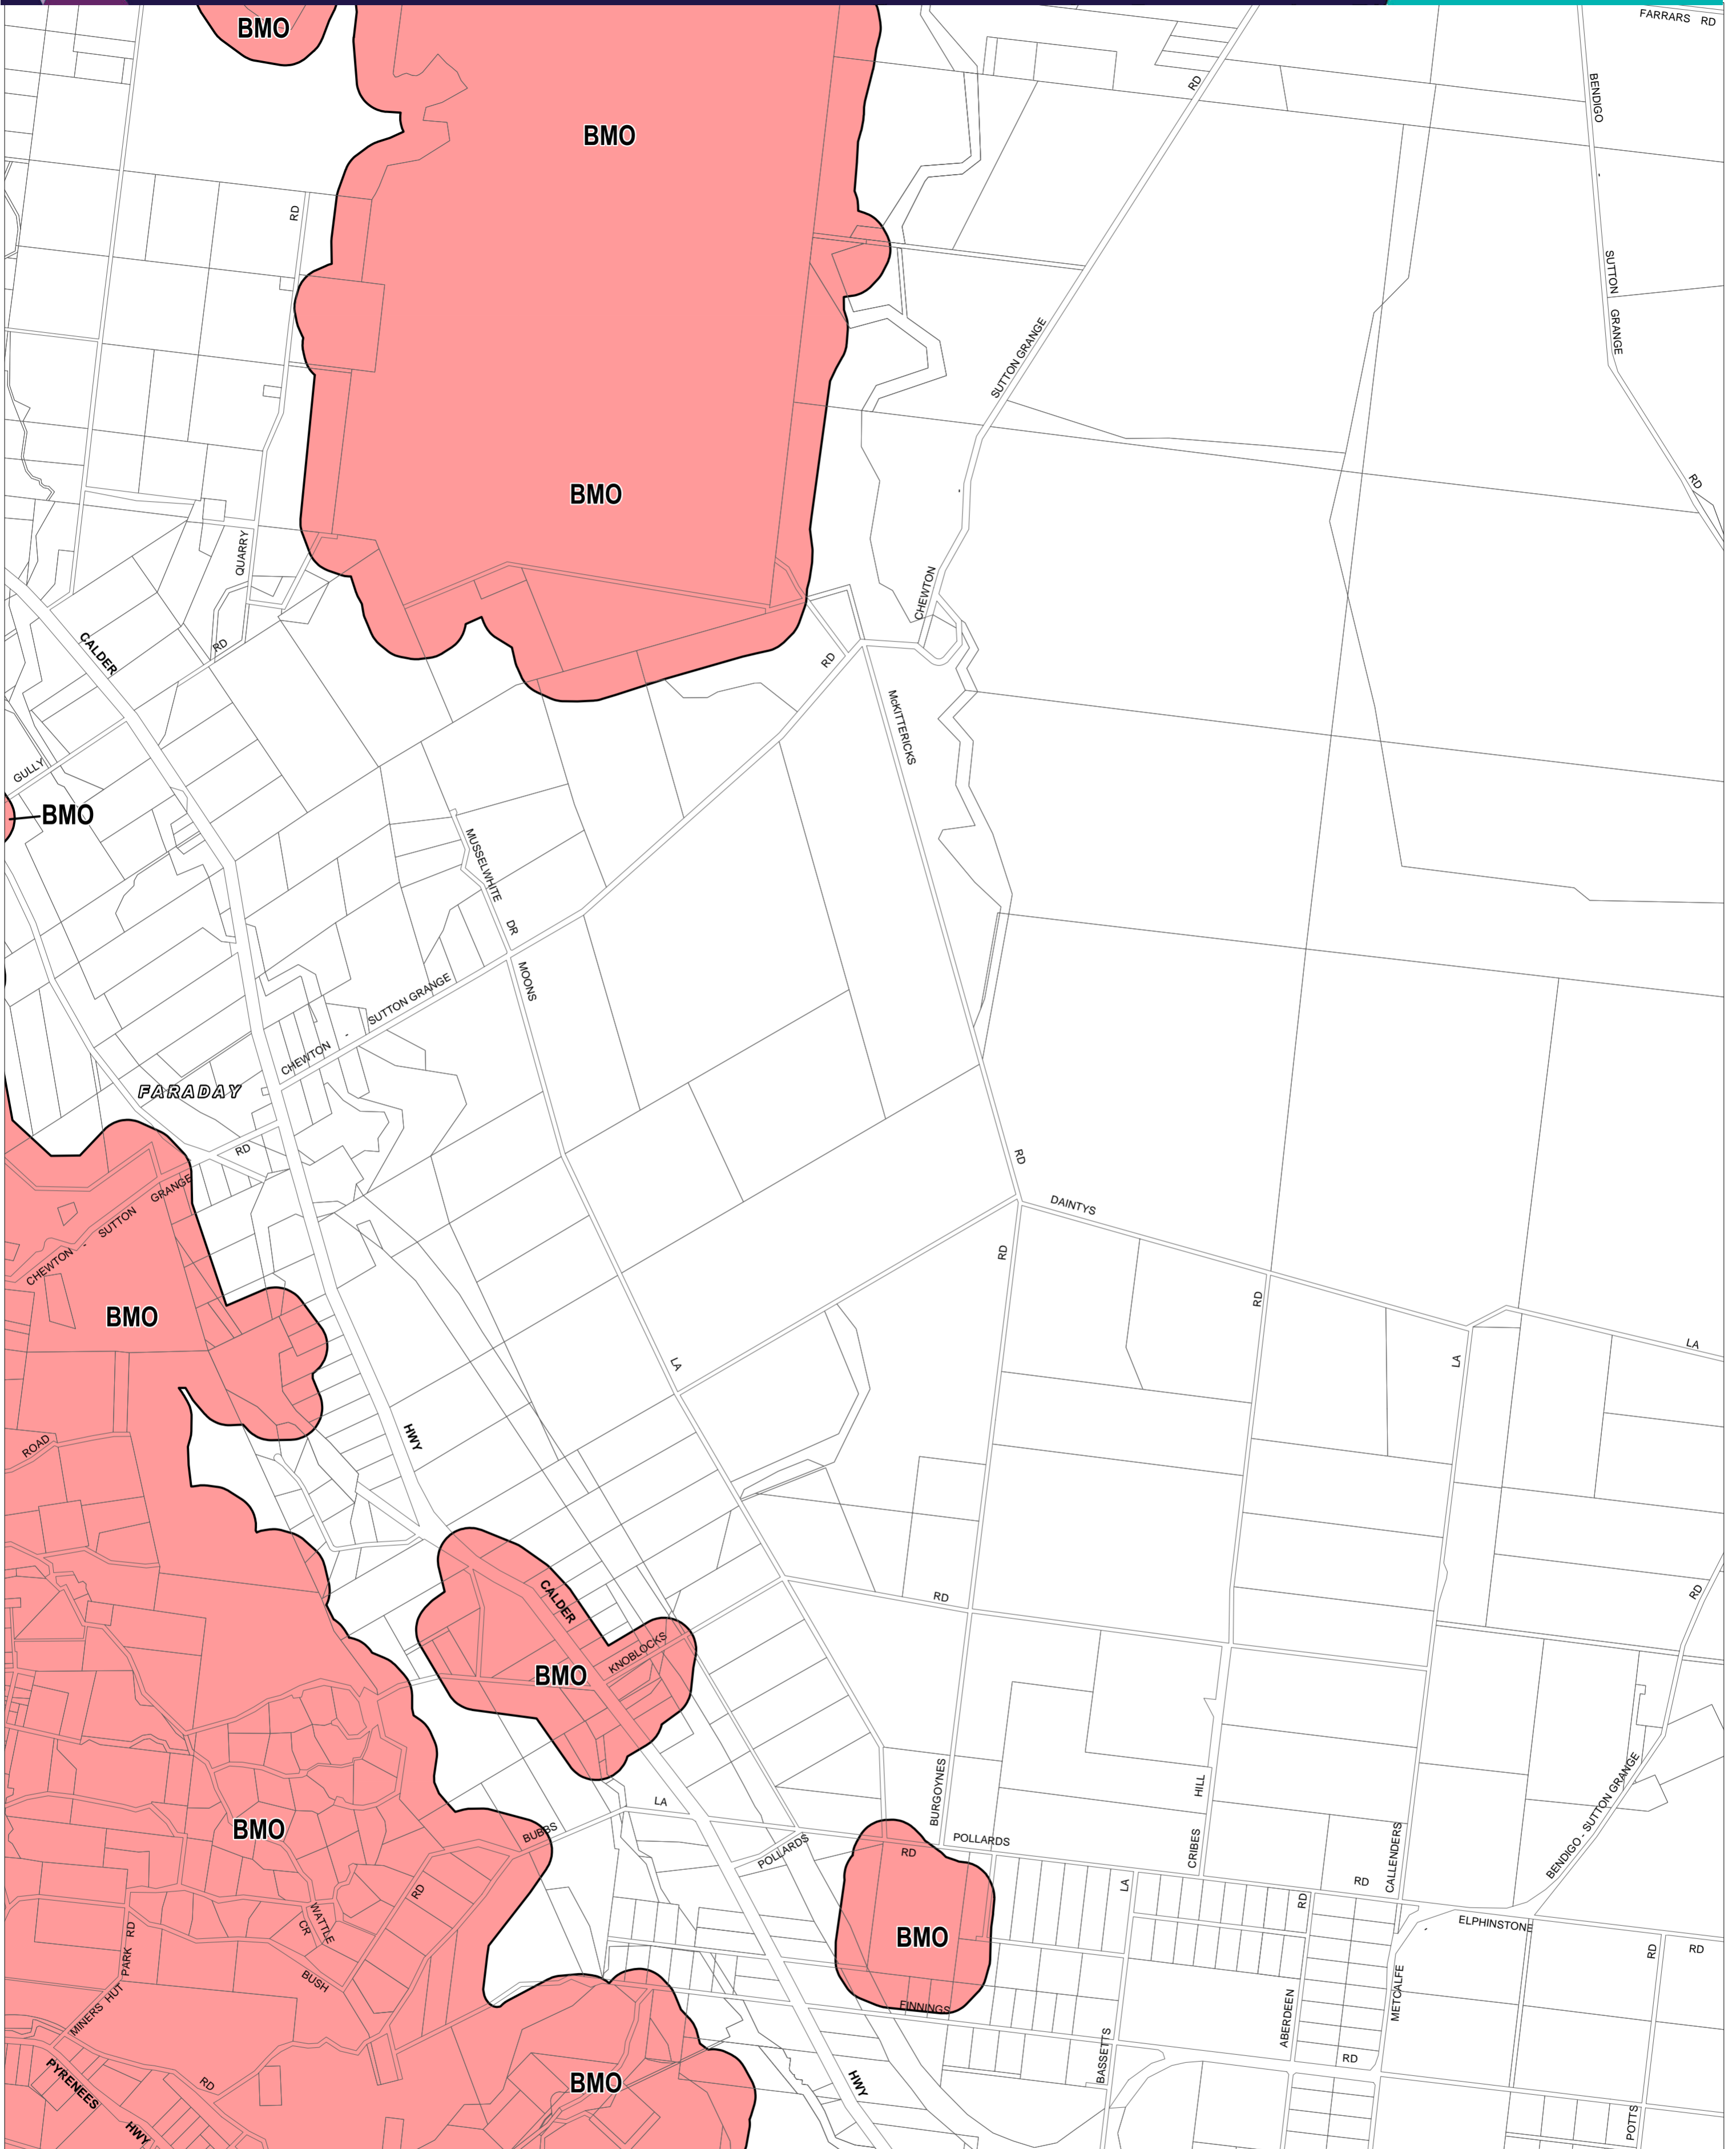 BMO
FARRARS RD
BENDIGO
-
SUTTON
GRANGE
RD
RD
BMO
RD
SUTTON GRANGE
-
CHEWTON
BMO
QUARRY
RD
CALDER
GULLY
BMO
RD
McKITTERICKS
MUSSELWHITE
DR
MOONS
SUTTON GRANGE
-
CHEWTON
FARADAY
RD
GRANGE
SUTTON
-
CHEWTON
RD
DAINTYS
RD
RD
LA
LA
BMO
LA
HWY
ROAD
CALDER
KNOBLOCKS
BMO
RD
RD
BURGOYNES
HILL
CRIBES
CALLENDERS
BENDIGO - SUTTON GRANGE
LA
BUBBS
POLLARDS
POLLARDS
RD
BMO
RD
LA
RD
RD
ELPHINSTONE
-
METCALFE
RD
RD
WATTLE
CR
RD
PARK
MINERS HUT
BUSH
BMO
FINNINGS
ABERDEEN
BASSETTS
RD
BMO
HWY
PYRENEES
HWY
RD
POTTS